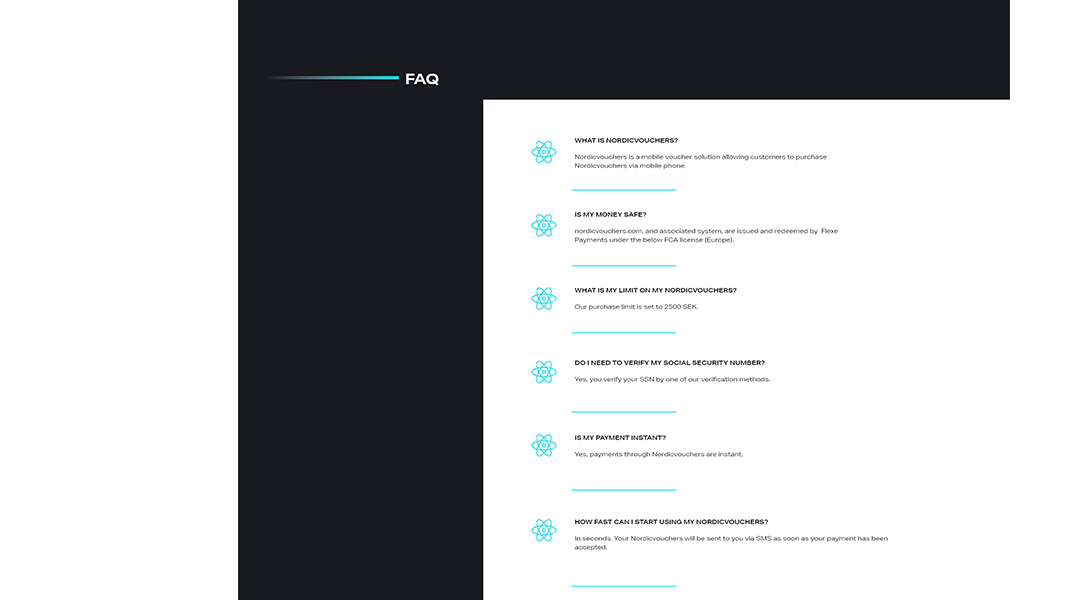 FAQ
WHAT IS NORDICVOUCHERS?
Nordicvouchers is a mobile voucher solution allowing customers to purchase
Nordicvouchers via mobile phone.
IS MY MONEY SAFE?
nordicvouchers.com, and associated system, are issued and redeemed by Flexe
Payments under the below FCA license (Europe).
WHAT IS MY LIMIT ON MY NORDICVOUCHERS?
Our purchase limit is set to 2500 SEK.
DO I NEED TO VERIFY MY SOCIAL SECURITY NUMBER?
Yes, you verify your SSN by one of our verification methods.
IS MY PAYMENT INSTANT?
Yes, payments through Nordicvouchers are instant.
HOW FAST CAN I START USING MY NORDICVOUCHERS?
In seconds. Your Nordicvouchers will be sent to you via SMS as soon as your payment has been
accepted.